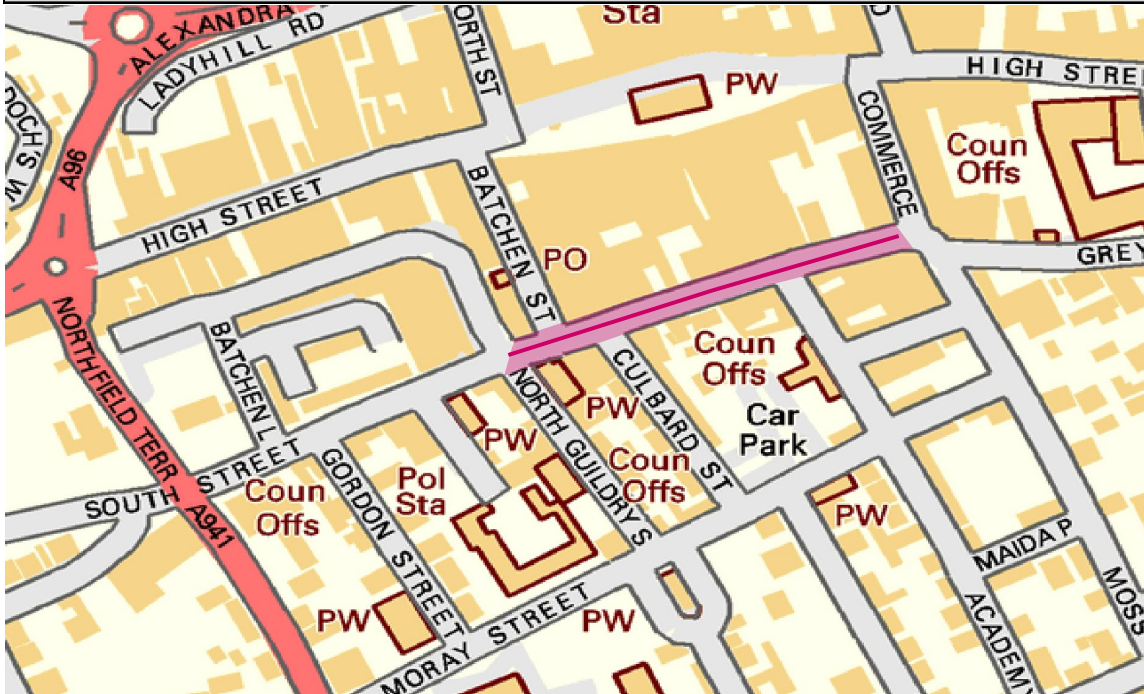 Sta
ALEXANDRA
LADYHILL RD
ORTH ST
PW
HIGH STREE
DOCH S
M S
A96
COMMERCE
Coun
Offs
HIGH STREET
BATCHEN ST
PO
GREY
NORTHFIELD TERR
BATCHEN L
Coun
Offs
CULBARD ST
Car
Park
PW
NORTH GUILDRY S
PW
Coun
Offs
Pol
Sta
SOUTH STREET
GORDON STREET
Coun
Offs
A941
PW
MAIDA P
PW
PW
MORAY STREET
ACADEM
MOSS